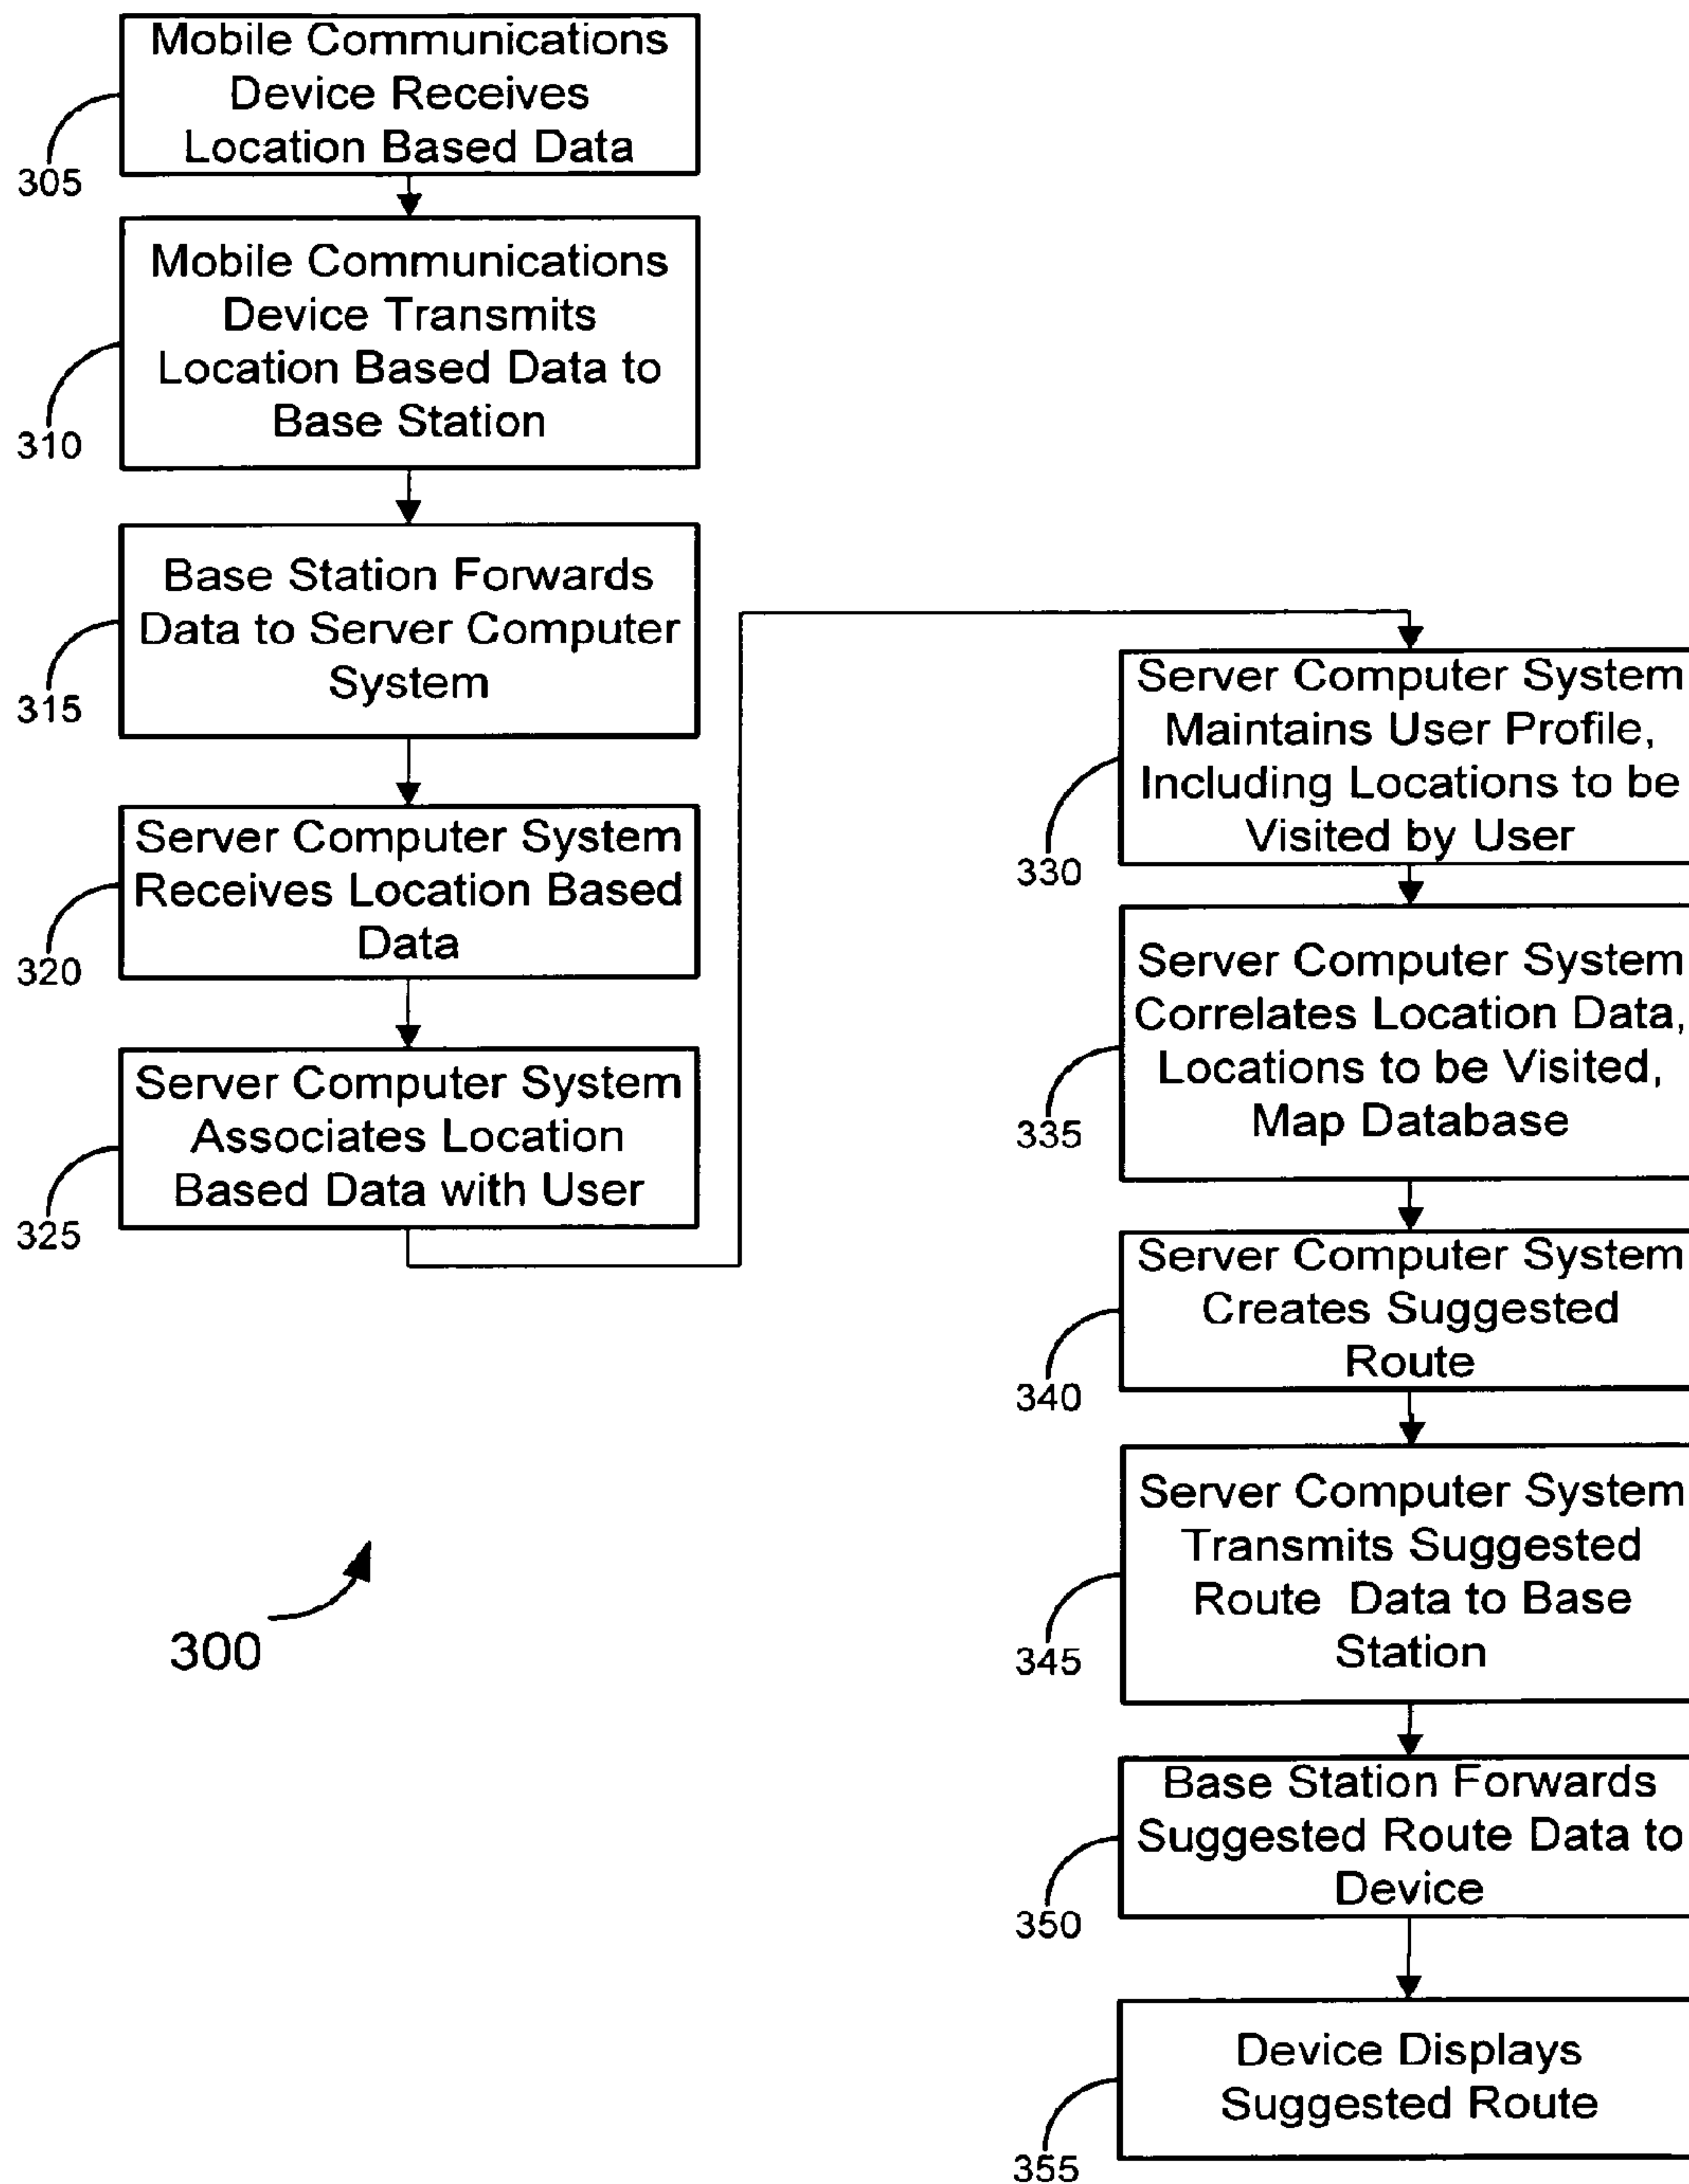 Mobile Communications
Device Receives
Location Based Data
305
Mobile Communications
Device Transmits
Location Based Data to
Base Station
310
Base Station Forwards
Data to Server Computer
System
315
Server Computer System
Receives Location Based
Data
320
Server Computer System
Associates Location
Based Data with User
325
300
Server Computer System
Maintains User Profile,
Including Locations to be
Visited by User
330
Server Computer System
Correlates Location Data,
Locations to be Visited,
Map Database
335
Server Computer System
Creates Suggested
Route
340
Server Computer System
Transmits Suggested
Route Data to Base
Station
345
Base Station Forwards
Suggested Route Data to
Device
350
Device Displays
Suggested Route
355